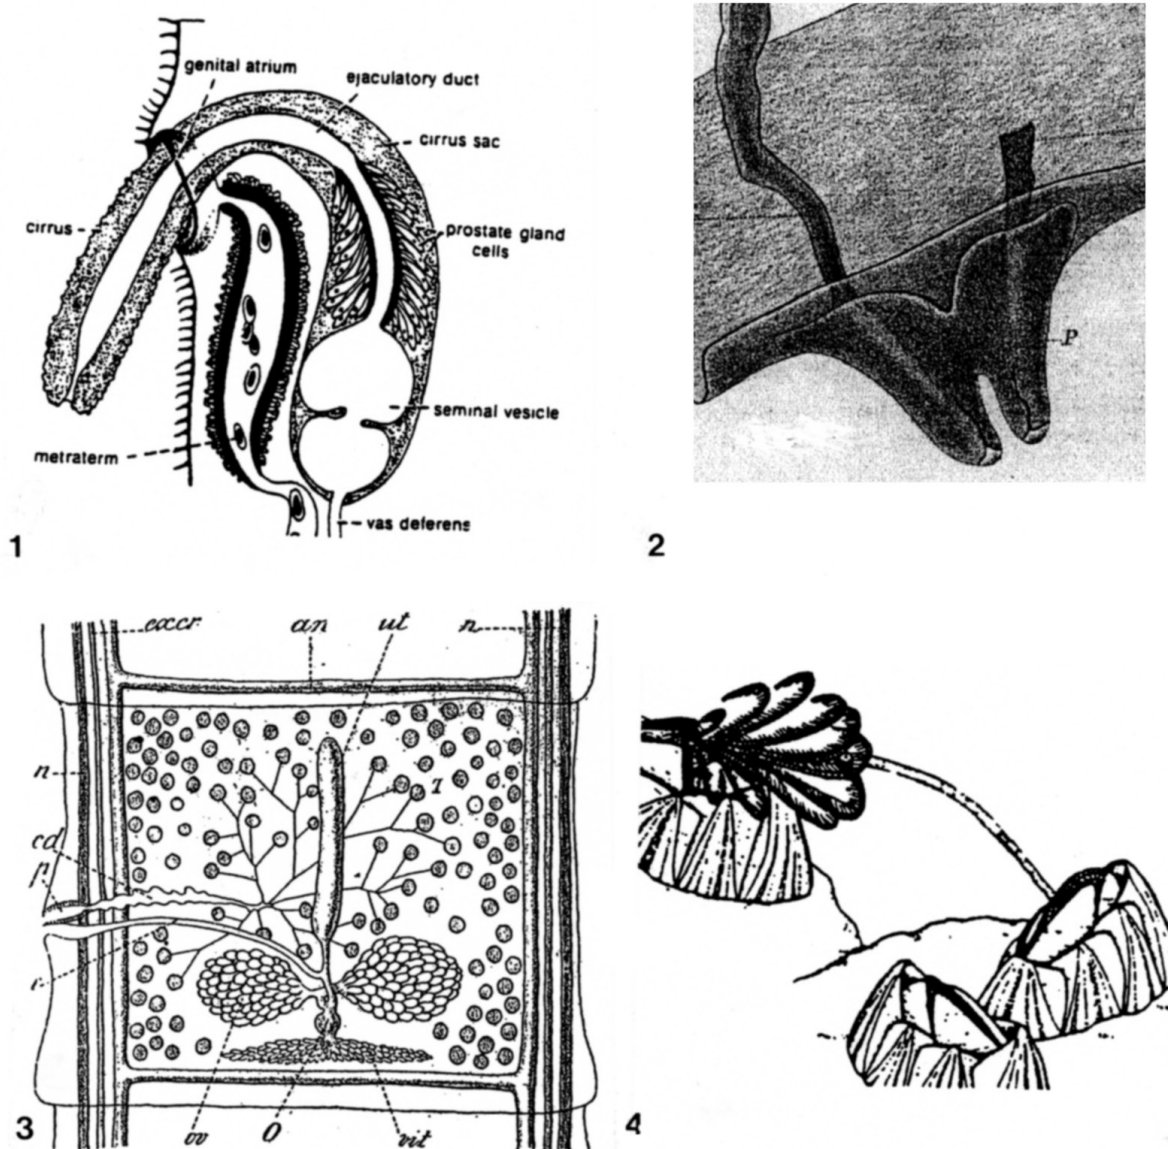 genital atrium
ejaculatory duct
cirrus sac
cirrus
prostate gland
cells
seminal vesicle
metraterm
vas deferens
1
P
2
excr
an
ut
n
n
T
cd
ov
O
vit
3
4